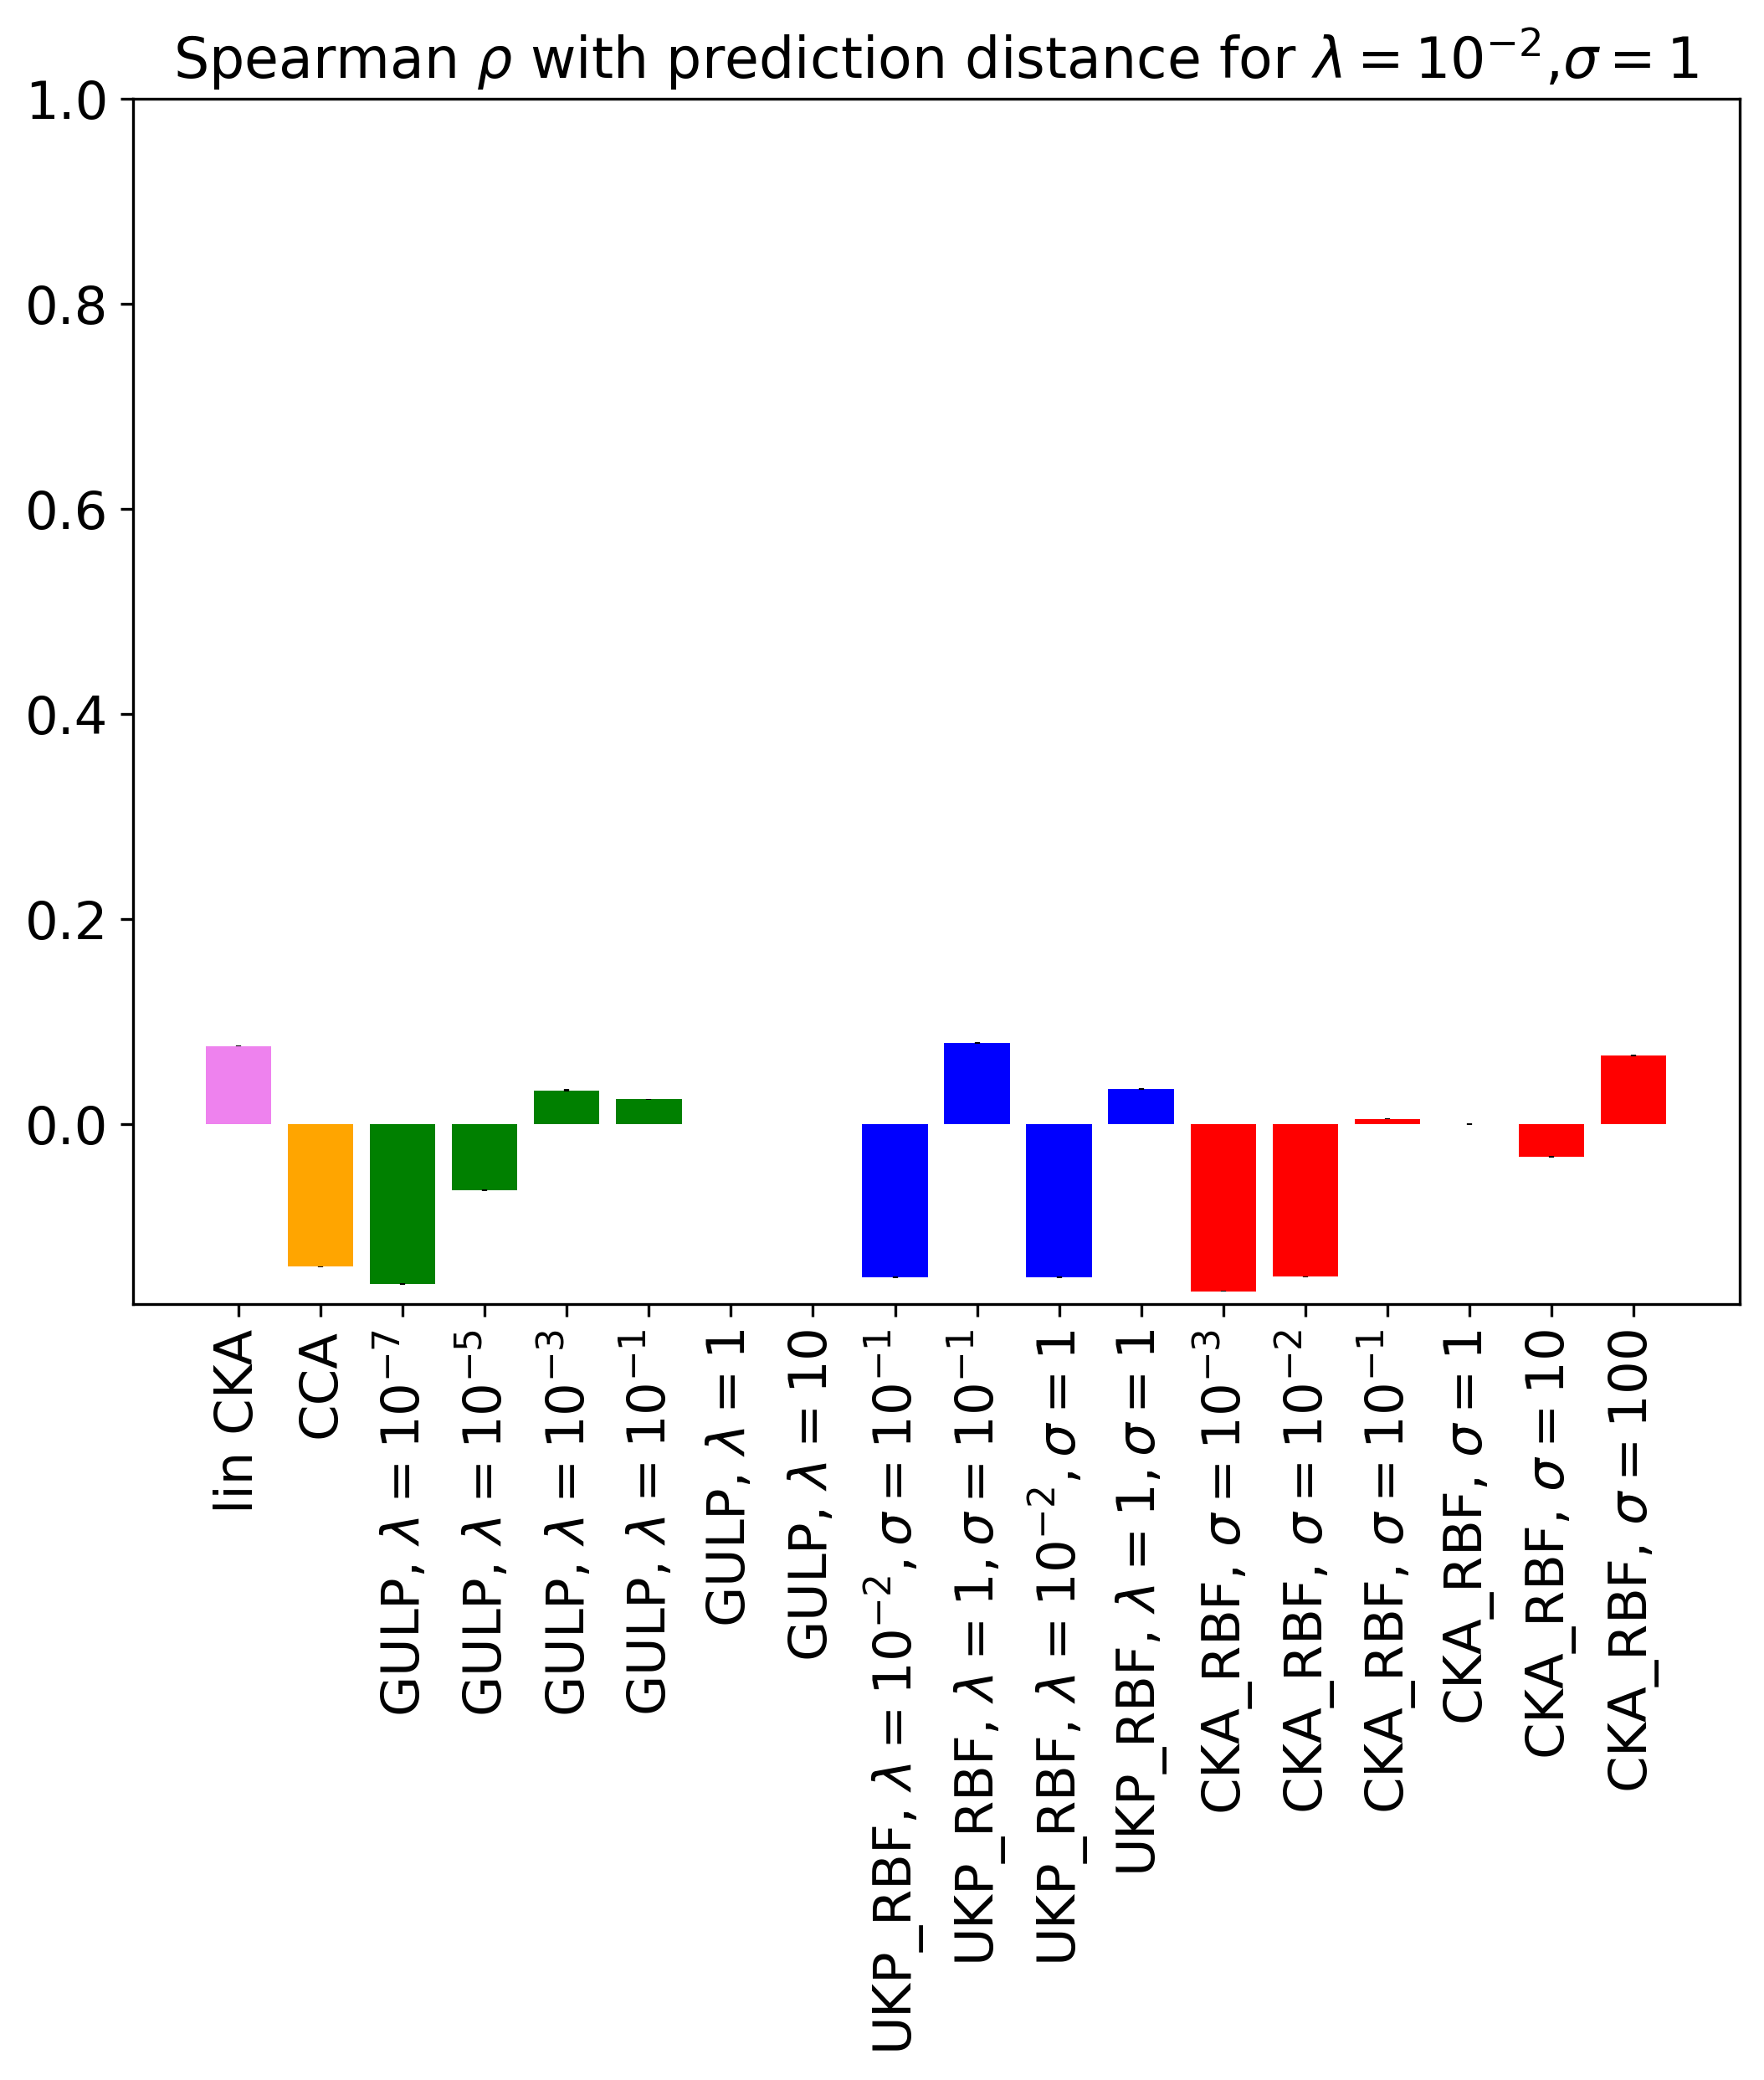 Spearman ρ with prediction distance for λ = 10⁻²,σ = 1
1.0
0.8
0.6
0.4
0.2
0.0
lin CKA
CCA
GULP, λ = 10⁻⁷
GULP, λ = 10⁻⁵
GULP, λ = 10⁻³
GULP, λ = 10⁻¹
GULP, λ = 1
GULP, λ = 10
UKP_RBF, λ = 10⁻²,σ = 10⁻¹
UKP_RBF, λ = 1,σ = 10⁻¹
UKP_RBF, λ = 10⁻²,σ = 1
UKP_RBF, λ = 1,σ = 1
CKA_RBF, σ = 10⁻³
CKA_RBF, σ = 10⁻²
CKA_RBF, σ = 10⁻¹
CKA_RBF, σ = 1
CKA_RBF, σ = 10
CKA_RBF, σ = 100